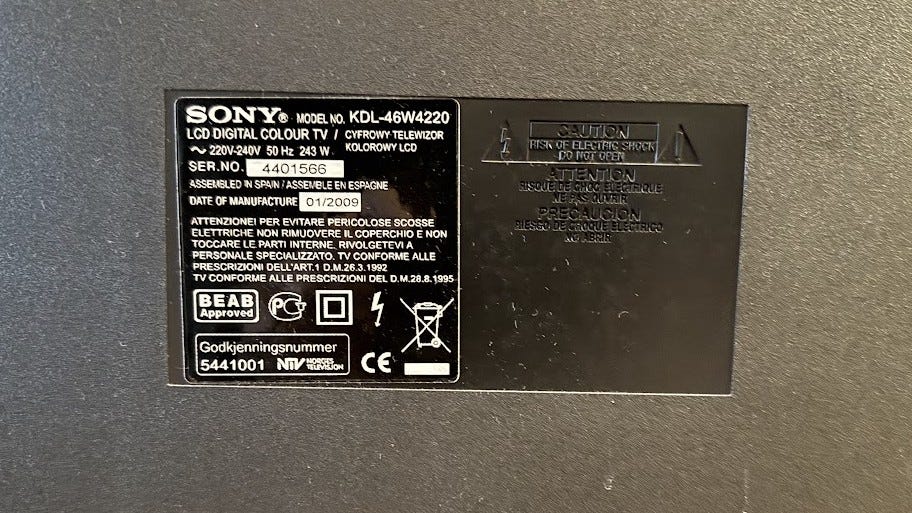 SONY® MODEL NO. KDL-46W4220
LCD DIGITAL COLOUR TV / CYFROWY TELEWIZOR KOLOROWY LCD
~ 220V-240V 50 Hz 243 W
SER.NO. 4401566
ASSEMBLED IN SPAIN / ASSEMBLE EN ESPAGNE
DATE OF MANUFACTURE 01/2009
ATTENZIONE! PER EVITARE PERICOLOSE SCOSSE
ELETTRICHE NON RIMUOVERE IL COPERCHIO E NON
TOCCARE LE PARTI INTERNE. RIVOLGETEVI A
PERSONALE SPECIALIZZATO. TV CONFORME ALLE
PRESCRIZIONI DELL'ART.1 D.M.26.3.1992
TV CONFORME ALLE PRESCRIZIONI DEL D.M.28.8.1995
BEAB
Approved
PCT
Godkjenningsnummer
5441001 NTV NORGES
TELEVISJON
CE
CAUTION
RISK OF ELECTRIC SHOCK
DO NOT OPEN
ATTENTION
RISQUE DE CHOC ELECTRIQUE
NE PAS OUVRIR
PRECAUCION
RIESGO DE CHOQUE ELECTRICO
NO ABRIR